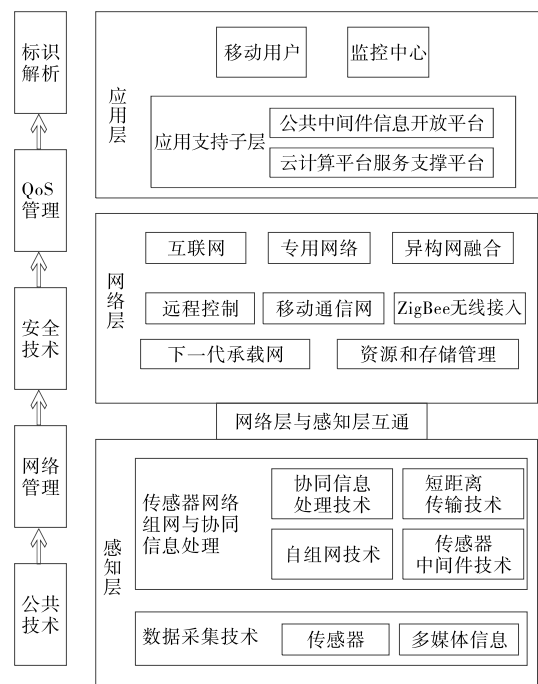 标识
解析
QoS
管理
安全
技术
网络
管理
公共
技术
应用层
移动用户
监控中心
应用支持子层
公共中间件信息开放平台
云计算平台服务支撑平台
网络层
互联网
专用网络
异构网融合
远程控制
移动通信网
ZigBee无线接入
下一代承载网
资源和存储管理
网络层与感知层互通
感知层
传感器网络
组网与协同
信息处理
协同信息
处理技术
短距离
传输技术
自组网技术
传感器
中间件技术
数据采集技术
传感器
多媒体信息